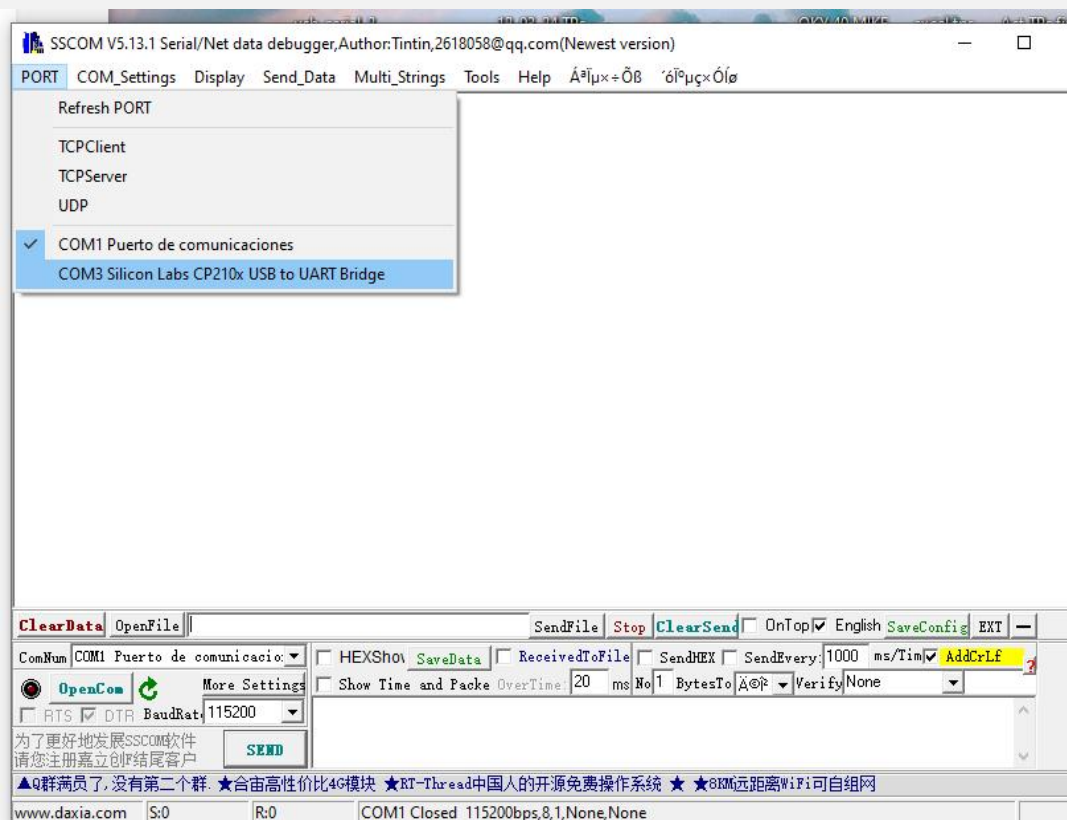 SSCOM V5.13.1 Serial/Net data debugger,Author:Tintin,2618058@qq.com(Newest version)
PORT COM_Settings Display Send_Data Multi_Strings Tools Help ÁªÏµ×÷Õß ´óÏºµç×ÓÍø
Refresh PORT
TCPClient
TCPServer
UDP
COM1 Puerto de comunicaciones
COM3 Silicon Labs CP210x USB to UART Bridge
ClearData OpenFile SendFile Stop ClearSend OnTop English SaveConfig EXT
ComNum COM1 Puerto de comunicacio: HEXShow SaveData ReceivedToFile SendHEX SendEvery: 1000 ms/Tim AddCrLf
OpenCom More Settings Show Time and Packe OverTime: 20 ms No 1 BytesTo Verify None
RTS DTR BaudRat: 115200
为了更好地发展SSCOM软件
请您注册嘉立创F结尾客户 SEND
▲Q群满员了,没有第二个群. ★合宙高性价比4G模块 ★RT-Thread中国人的开源免费操作系统 ★ ★8KM远距离WiFi可自组网
www.daxia.com S:0 R:0 COM1 Closed 115200bps,8,1,None,None